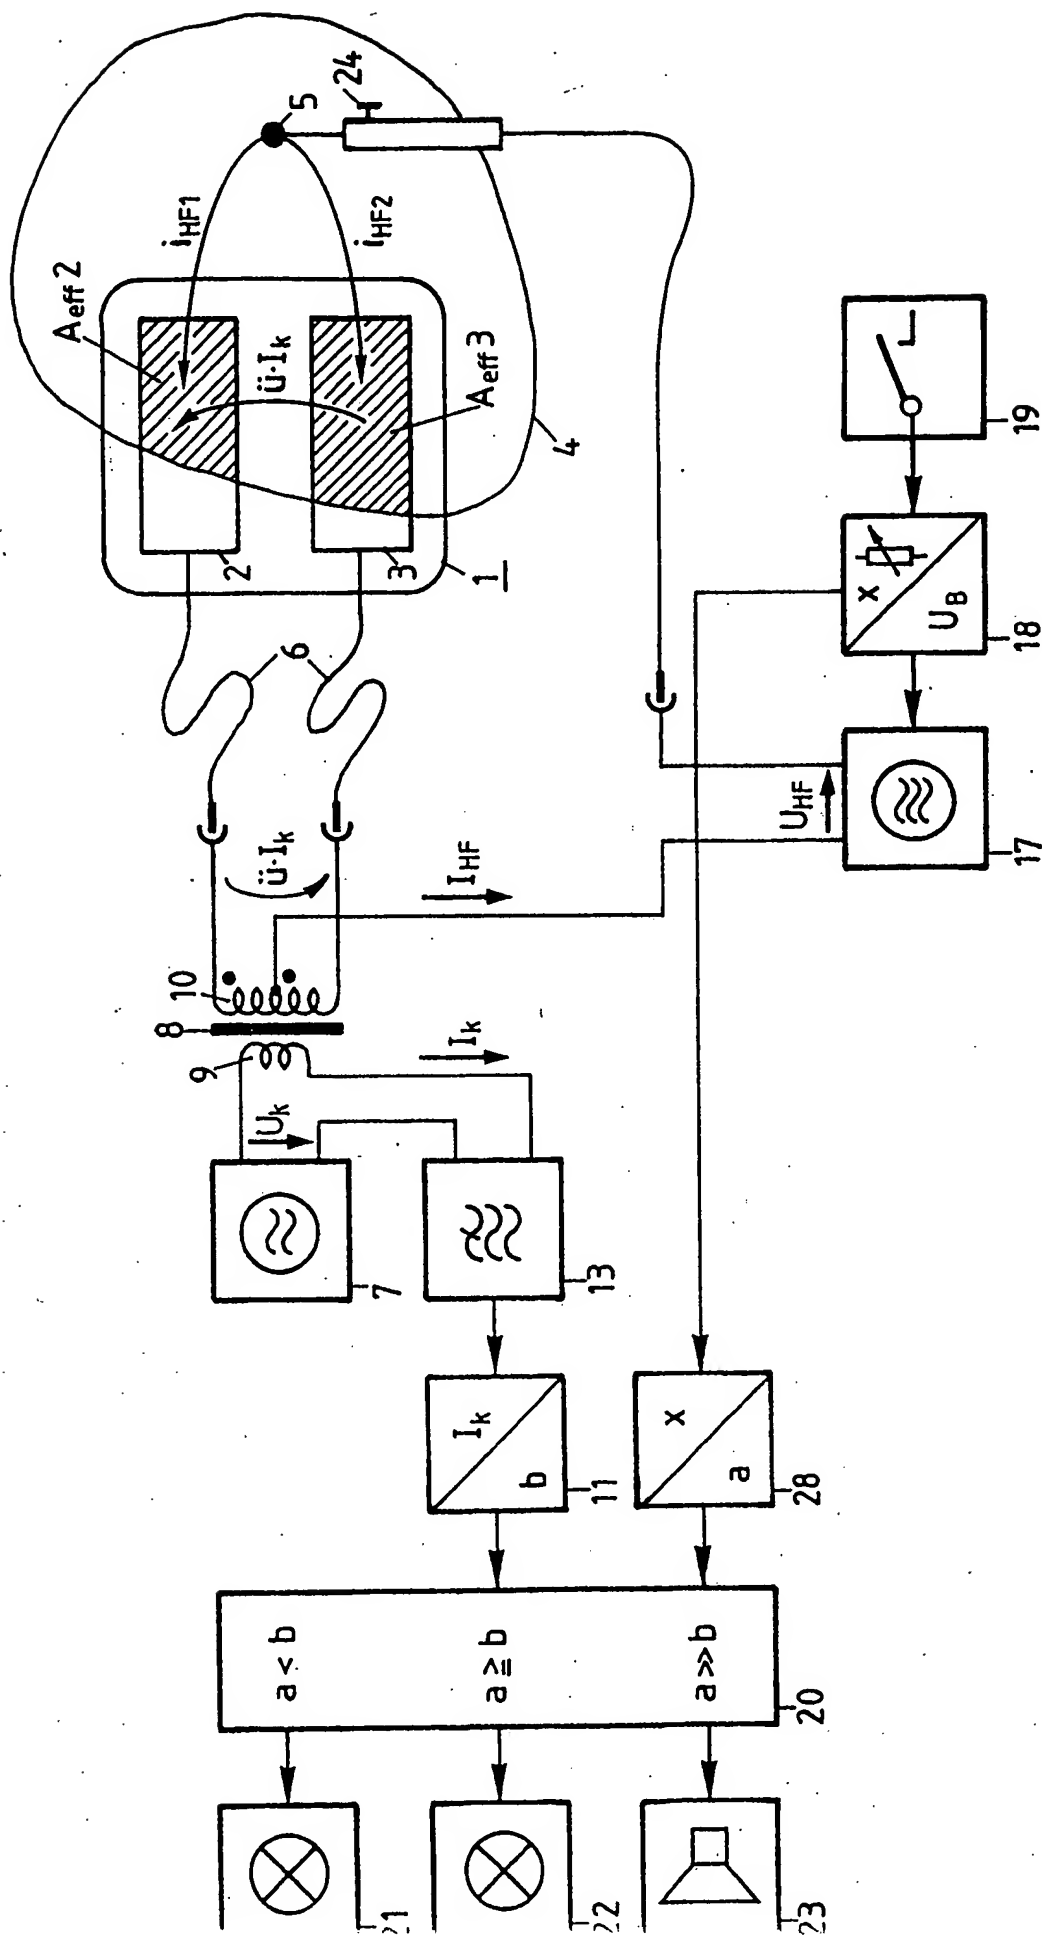 21
22
23
a < b
a ≧ b
a ≫ b
20
I_k
b
11
x
a
28
7
13
U_k
I_k
9
8
10
ü·I_k
I_HF
6
2
3
1
A_eff 2
ü·I_k
A_eff 3
4
i_HF1
i_HF2
5
24
U_HF
17
x
U_B
18
19